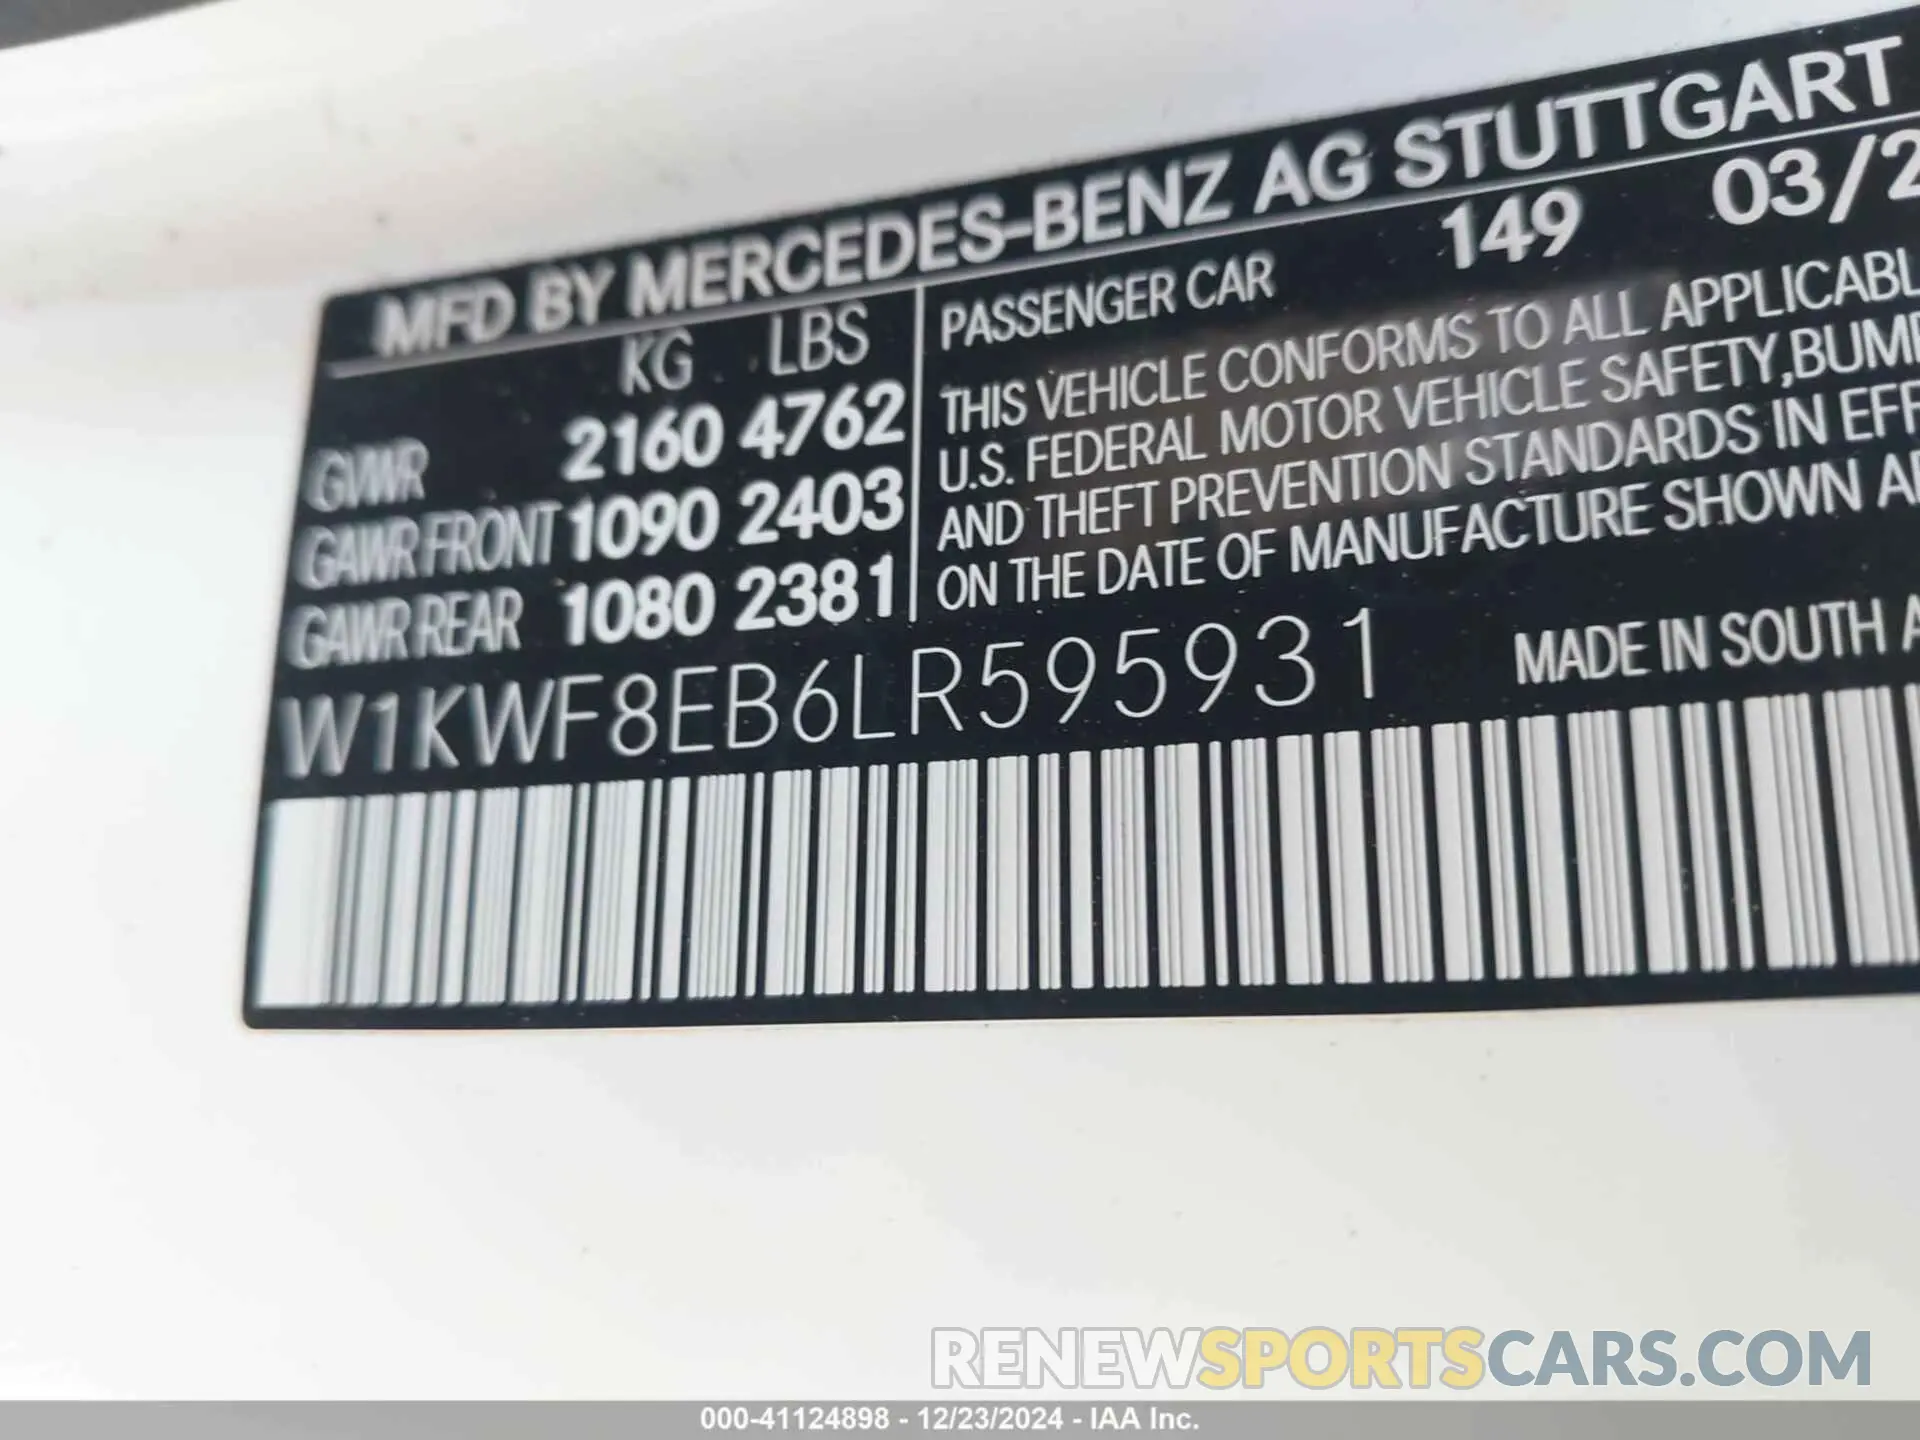 MFD BY MERCEDES-BENZ AG STUTTGART
KG LBS
GVWR 2160 4762
GAWR FRONT 1090 2403
GAWR REAR 1080 2381
PASSENGER CAR 149 03/2
THIS VEHICLE CONFORMS TO ALL APPLICABL
U.S. FEDERAL MOTOR VEHICLE SAFETY,BUM
AND THEFT PREVENTION STANDARDS IN EFF
ON THE DATE OF MANUFACTURE SHOWN A
W1KWF8EB6LR595931
MADE IN SOUTH A
RENEWSPORTSCARS.COM
000-41124898 - 12/23/2024 - IAA Inc.